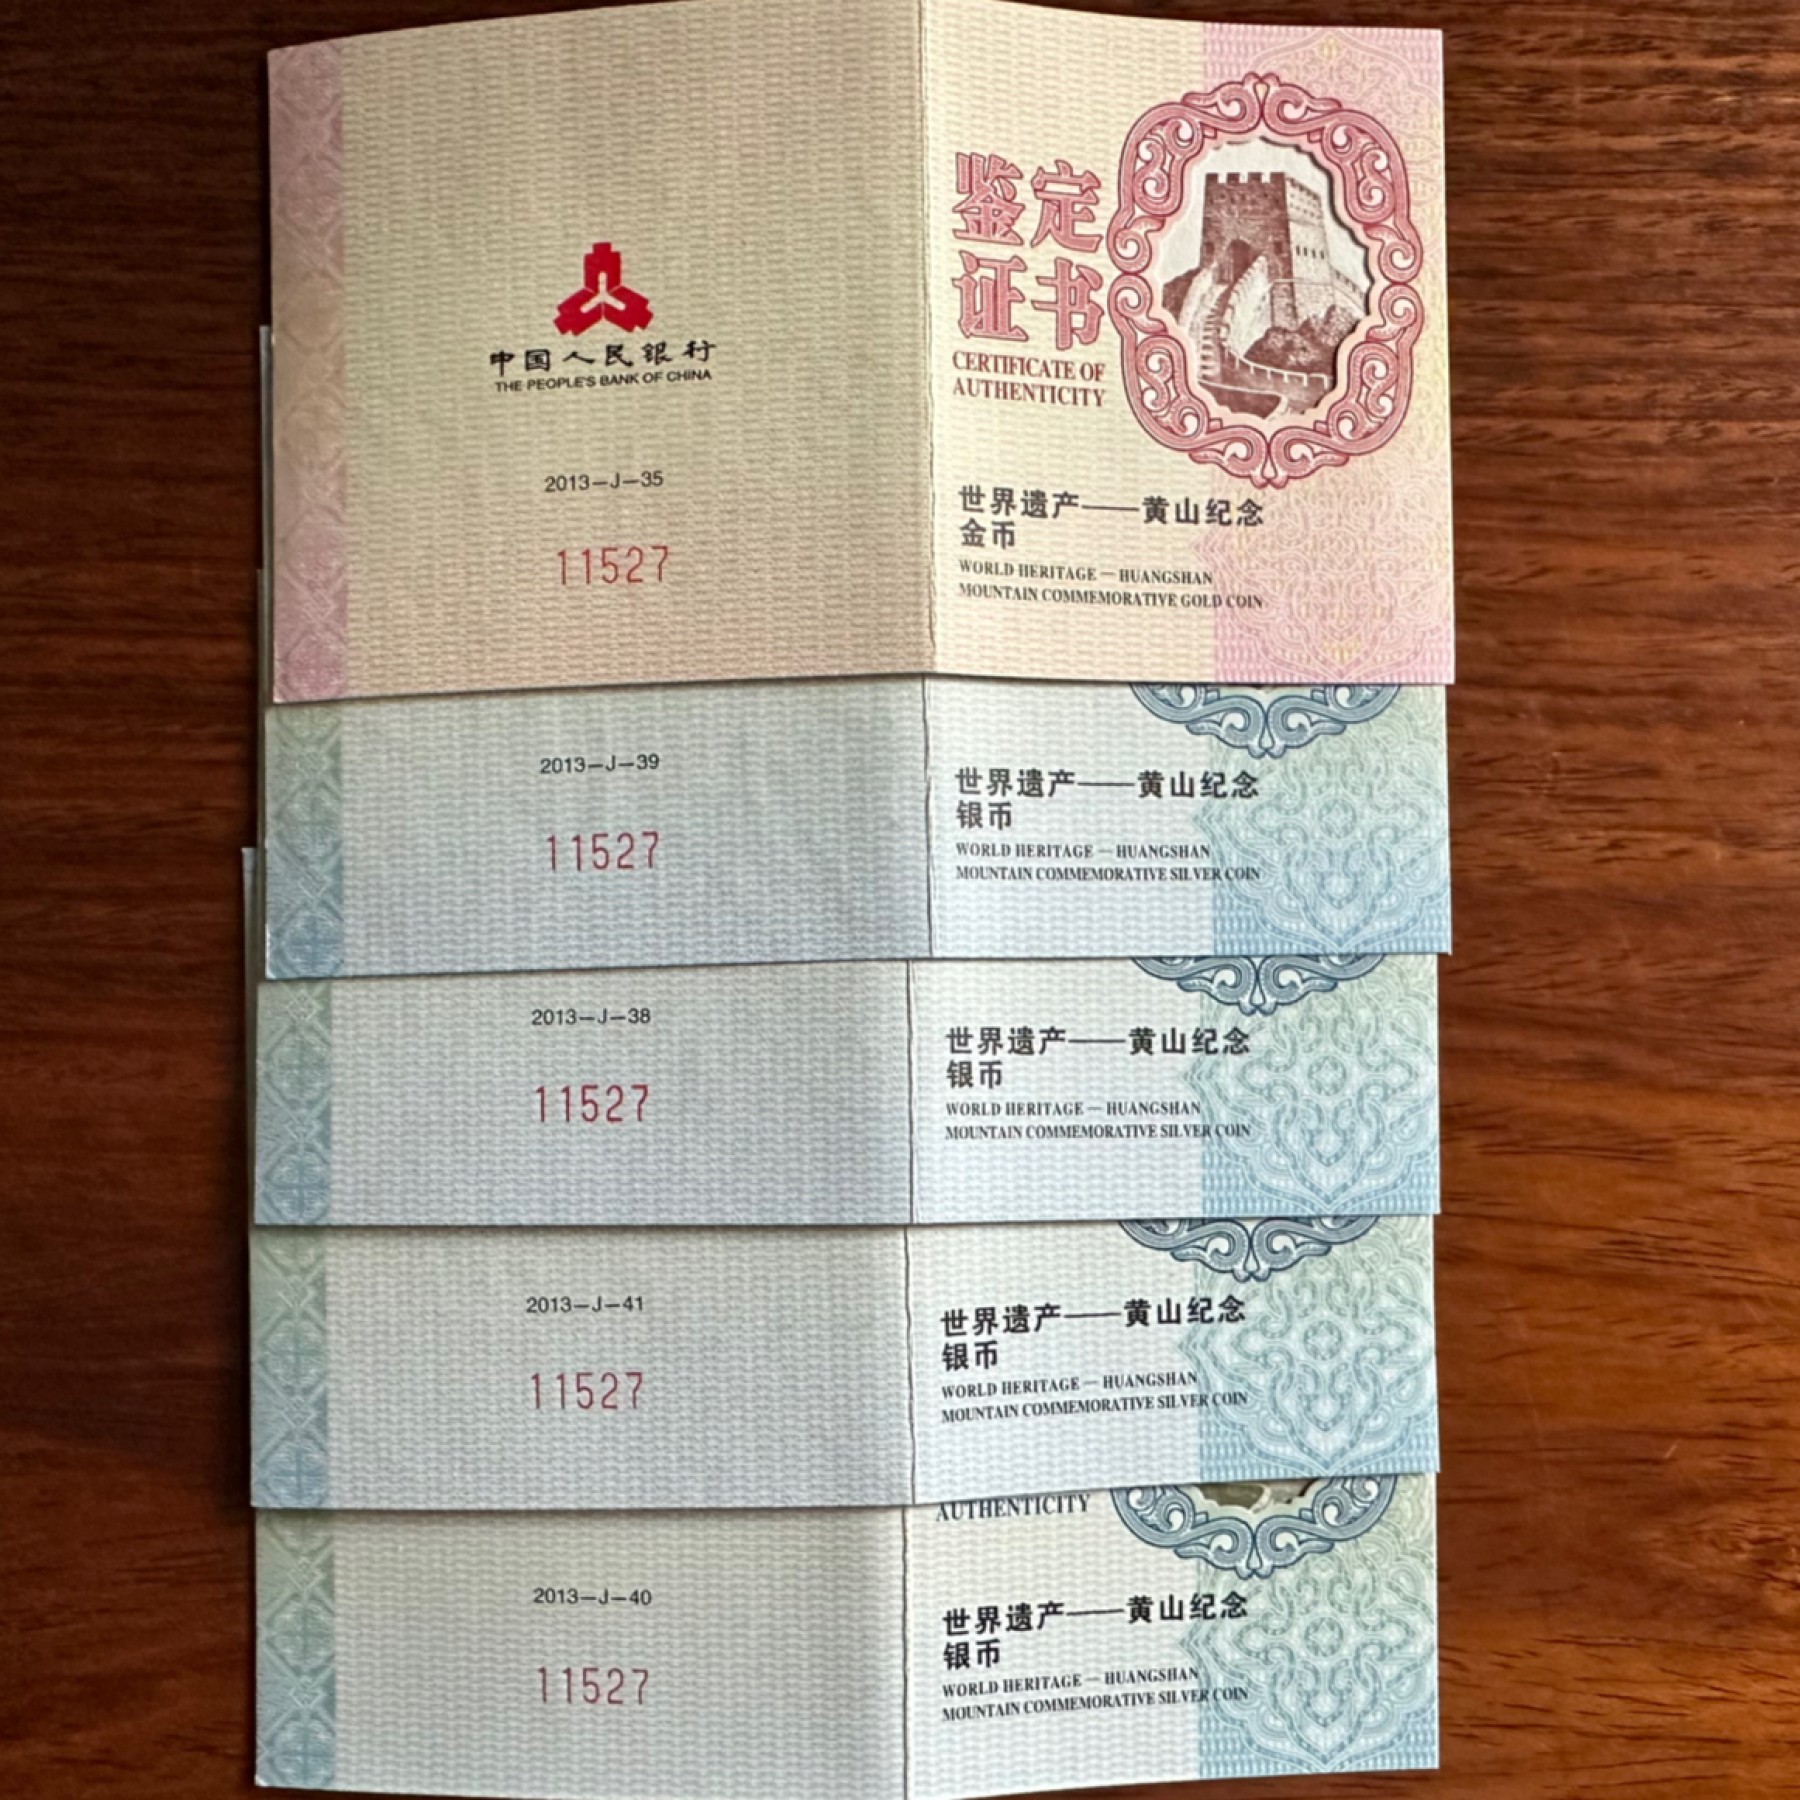 中国人民银行
THE PEOPLE'S BANK OF CHINA
2013-J-35
11527
鉴定
证书
CERTIFICATE OF
AUTHENTICITY
世界遗产——黄山纪念
金币
WORLD HERITAGE — HUANGSHAN
MOUNTAIN COMMEMORATIVE GOLD COIN
2013-J-39
11527
世界遗产——黄山纪念
银币
WORLD HERITAGE — HUANGSHAN
MOUNTAIN COMMEMORATIVE SILVER COIN
2013-J-38
11527
世界遗产——黄山纪念
银币
WORLD HERITAGE — HUANGSHAN
MOUNTAIN COMMEMORATIVE SILVER COIN
2013-J-41
11527
世界遗产——黄山纪念
银币
WORLD HERITAGE — HUANGSHAN
MOUNTAIN COMMEMORATIVE SILVER COIN
AUTHENTICITY
2013-J-40
11527
世界遗产——黄山纪念
银币
WORLD HERITAGE — HUANGSHAN
MOUNTAIN COMMEMORATIVE SILVER COIN